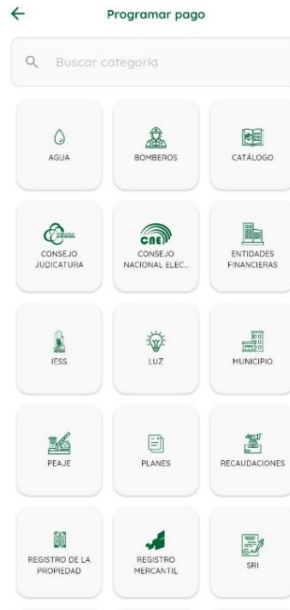 Programar pago
Buscar categoría
AGUA
BOMBEROS
CATÁLOGO
CONSEJO
JUDICATURA
CNE
CONSEJO
NACIONAL ELEC...
ENTIDADES
FINANCIERAS
IESS
LUZ
MUNICIPIO
PEAJE
PLANES
RECAUDACIONES
REGISTRO DE LA
PROPIEDAD
REGISTRO
MERCANTIL
SRI